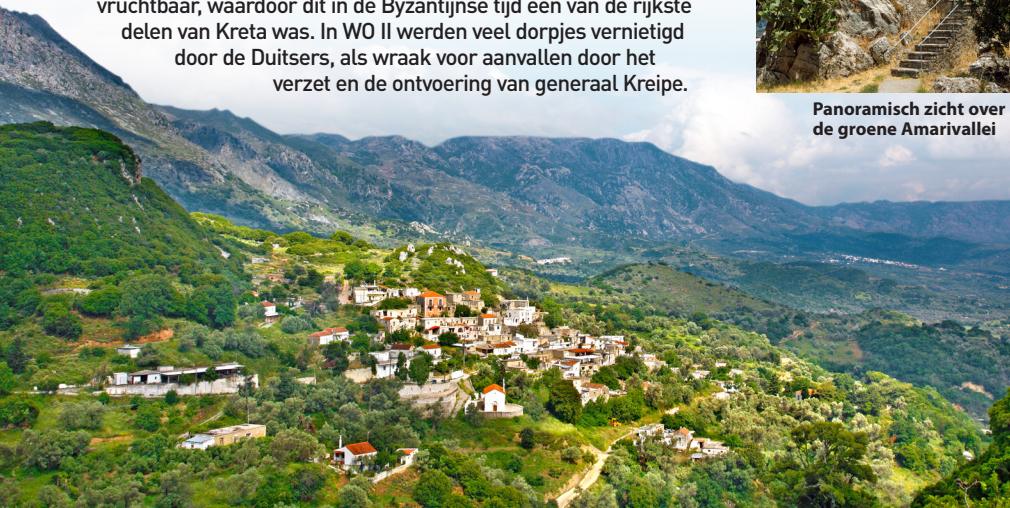 vruchtbaar, waardoor dit in de Byzantijnse tijd een van de rijkste
delen van Kreta was. In WO II werden veel dorpjes vernietigd
door de Duitsers, als wraak voor aanvallen door het
verzet en de ontvoering van generaal Kreipe.
Panoramisch zicht over
de groene Amarivallei